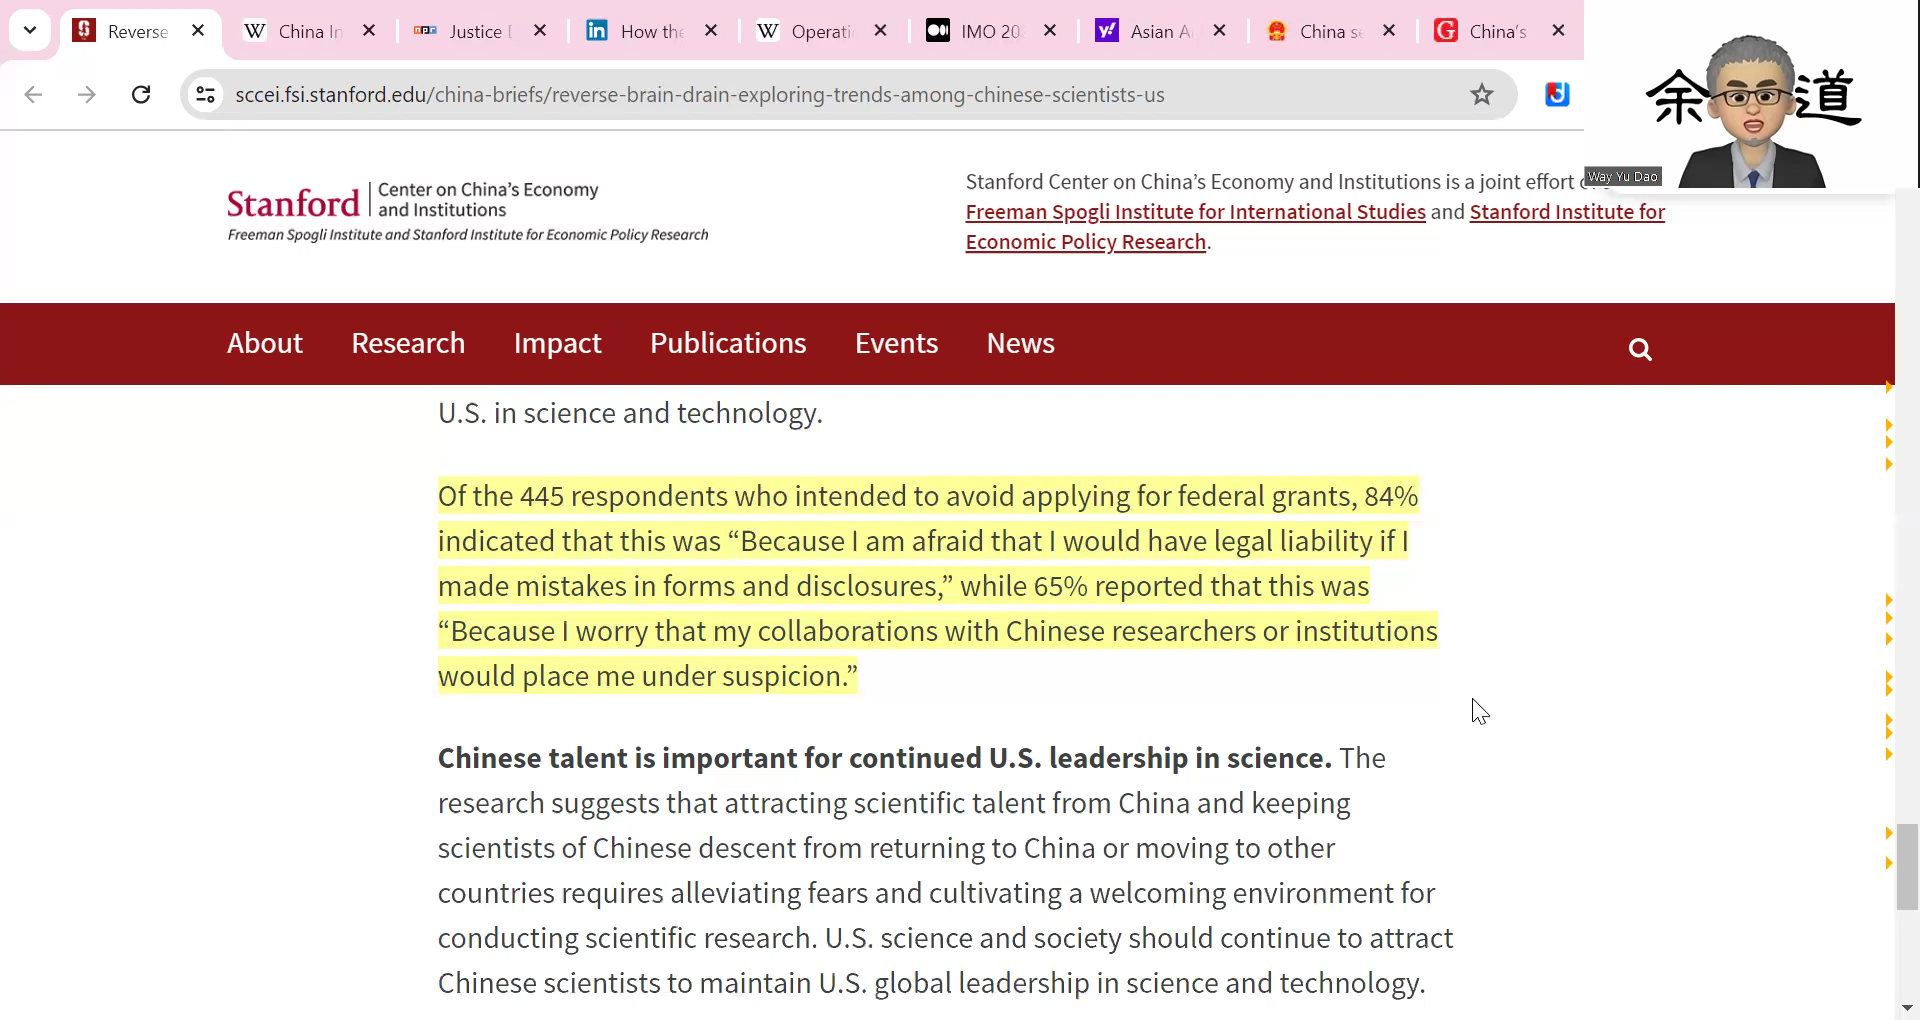 Reverse
China In
Justice D
How the
Operati
IMO 20
Asian A
China se
China's
sccei.fsi.stanford.edu/china-briefs/reverse-brain-drain-exploring-trends-among-chinese-scientists-us
余道
Way Yu Dao
Stanford
Center on China’s Economy
and Institutions
Freeman Spogli Institute and Stanford Institute for Economic Policy Research
Stanford Center on China’s Economy and Institutions is a joint effort
Freeman Spogli Institute for International Studies and Stanford Institute for
Economic Policy Research.
About Research Impact Publications Events News
U.S. in science and technology.
Of the 445 respondents who intended to avoid applying for federal grants, 84%
indicated that this was “Because I am afraid that I would have legal liability if I
made mistakes in forms and disclosures,” while 65% reported that this was
“Because I worry that my collaborations with Chinese researchers or institutions
would place me under suspicion.”
Chinese talent is important for continued U.S. leadership in science. The
research suggests that attracting scientific talent from China and keeping
scientists of Chinese descent from returning to China or moving to other
countries requires alleviating fears and cultivating a welcoming environment for
conducting scientific research. U.S. science and society should continue to attract
Chinese scientists to maintain U.S. global leadership in science and technology.